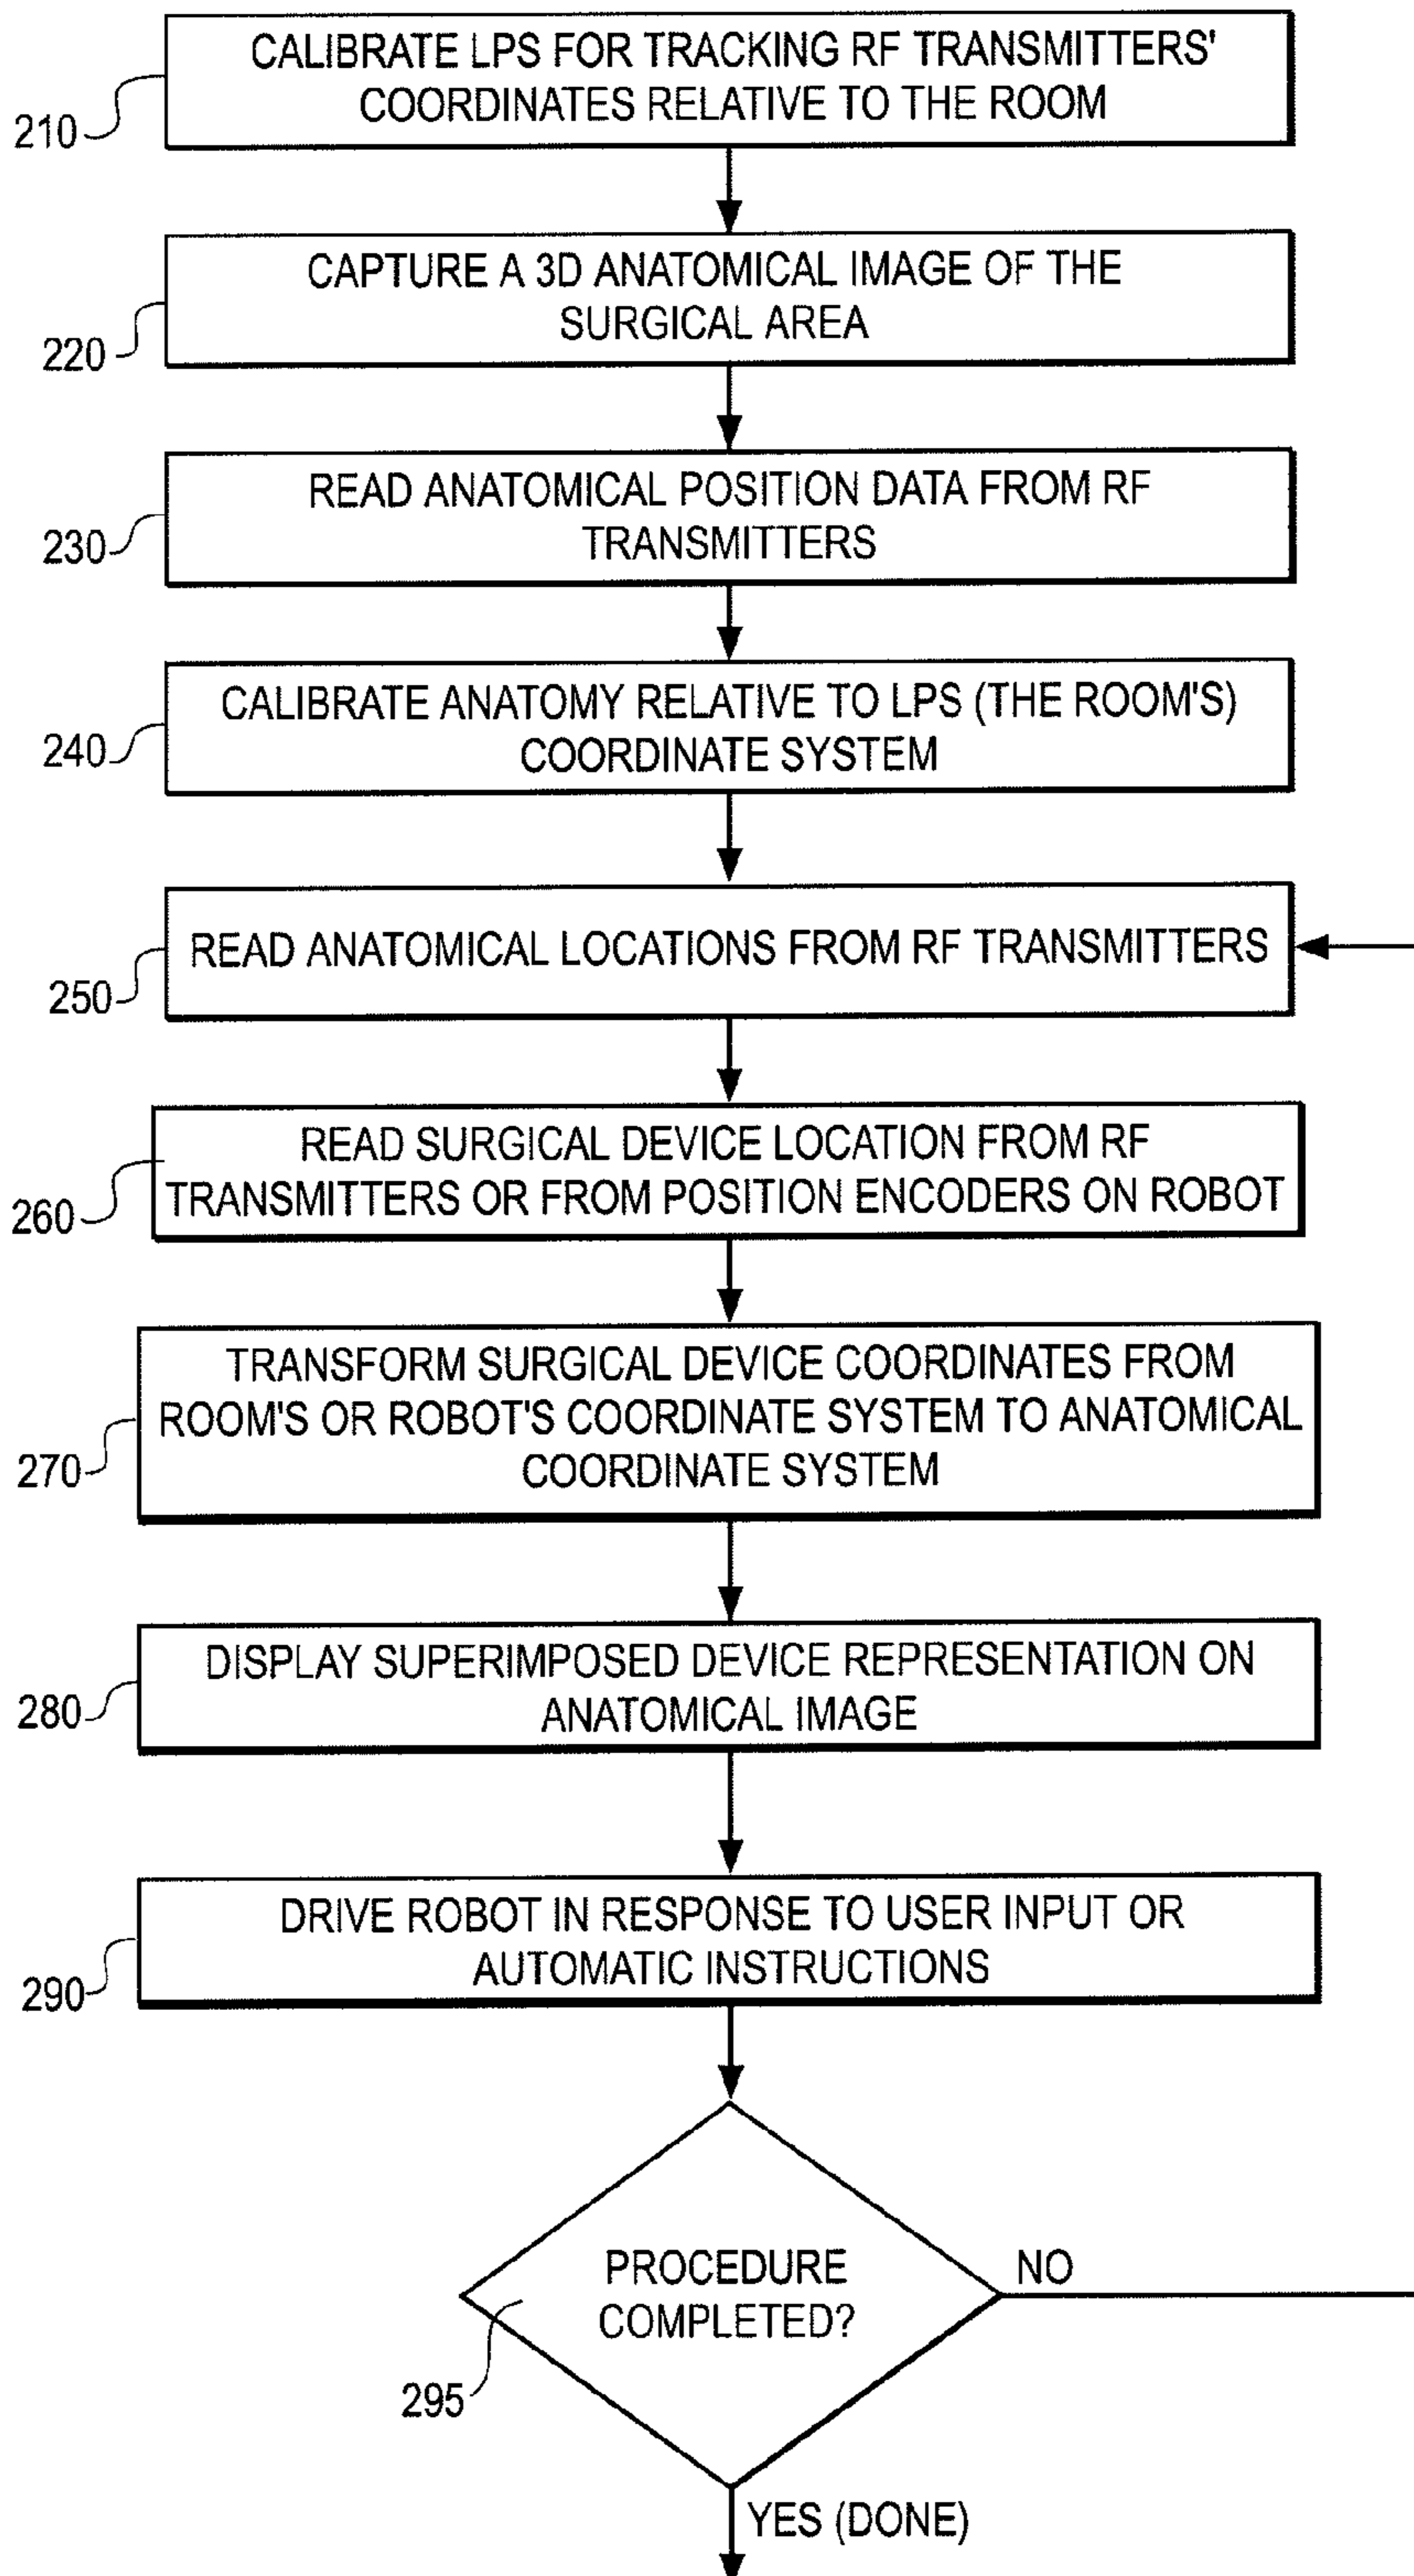 CALIBRATE LPS FOR TRACKING RF TRANSMITTERS'
COORDINATES RELATIVE TO THE ROOM
210
CAPTURE A 3D ANATOMICAL IMAGE OF THE
SURGICAL AREA
220
READ ANATOMICAL POSITION DATA FROM RF
TRANSMITTERS
230
CALIBRATE ANATOMY RELATIVE TO LPS (THE ROOM'S)
COORDINATE SYSTEM
240
READ ANATOMICAL LOCATIONS FROM RF TRANSMITTERS
250
READ SURGICAL DEVICE LOCATION FROM RF
TRANSMITTERS OR FROM POSITION ENCODERS ON ROBOT
260
TRANSFORM SURGICAL DEVICE COORDINATES FROM
ROOM'S OR ROBOT'S COORDINATE SYSTEM TO ANATOMICAL
COORDINATE SYSTEM
270
DISPLAY SUPERIMPOSED DEVICE REPRESENTATION ON
ANATOMICAL IMAGE
280
DRIVE ROBOT IN RESPONSE TO USER INPUT OR
AUTOMATIC INSTRUCTIONS
290
PROCEDURE
COMPLETED?
NO
295
YES (DONE)